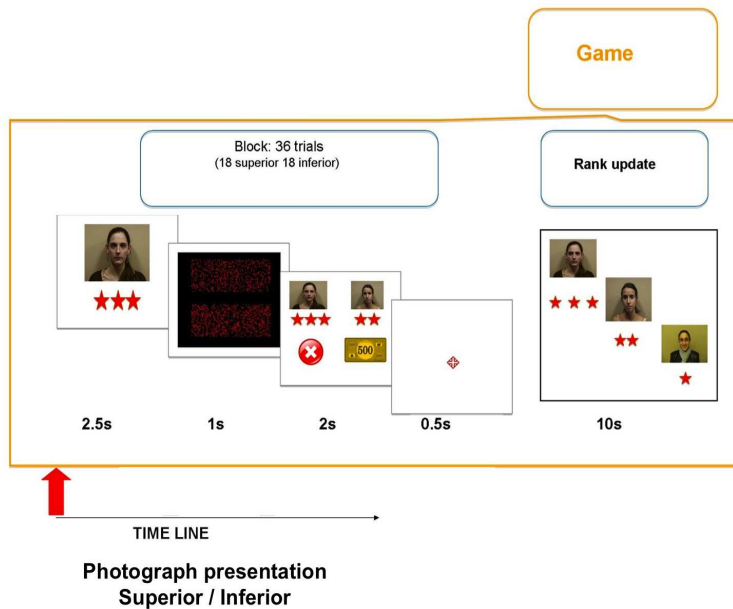 Game
Block: 36 trials
(18 superior 18 inferior)
Rank update
500
2.5s
1s
2s
0.5s
10s
TIME LINE
Photograph presentation
Superior / Inferior